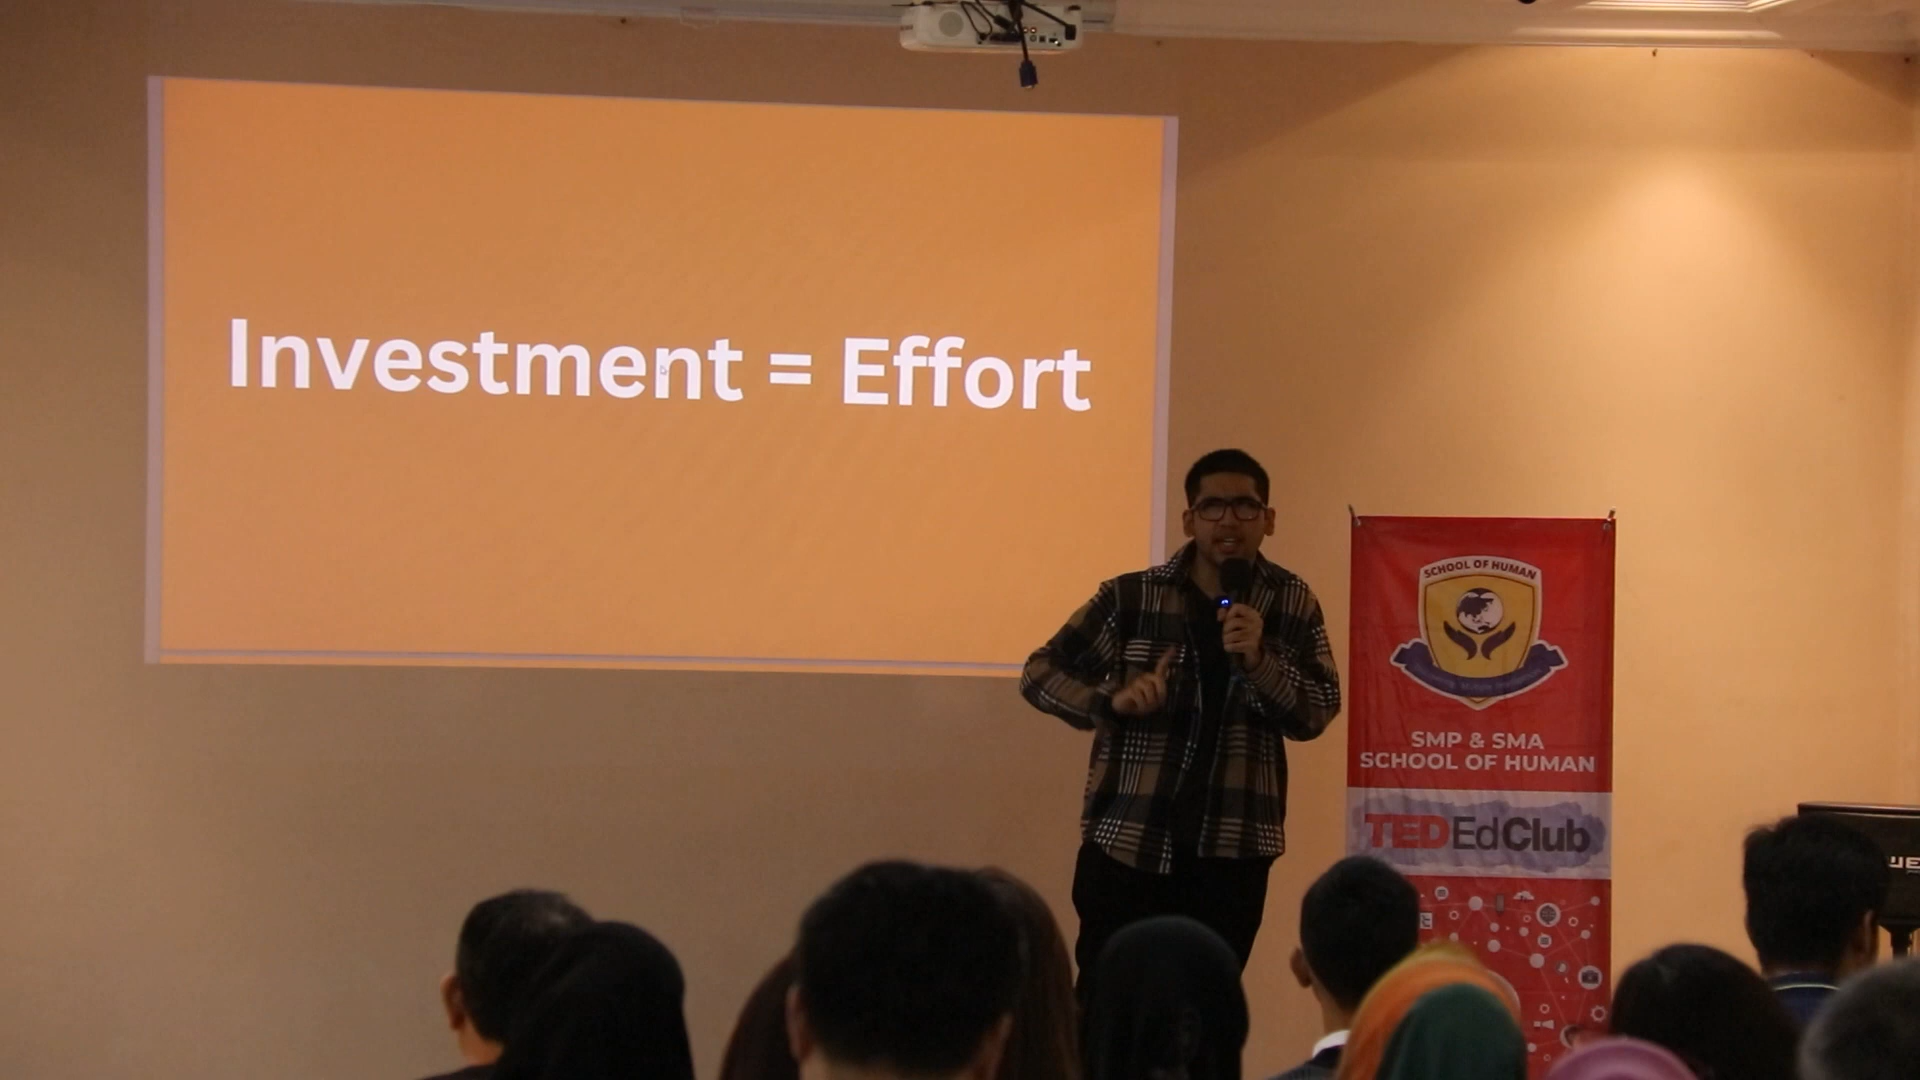 Investment = Effort
SCHOOL OF HUMAN
SMP & SMA
SCHOOL OF HUMAN
TEDEdClub